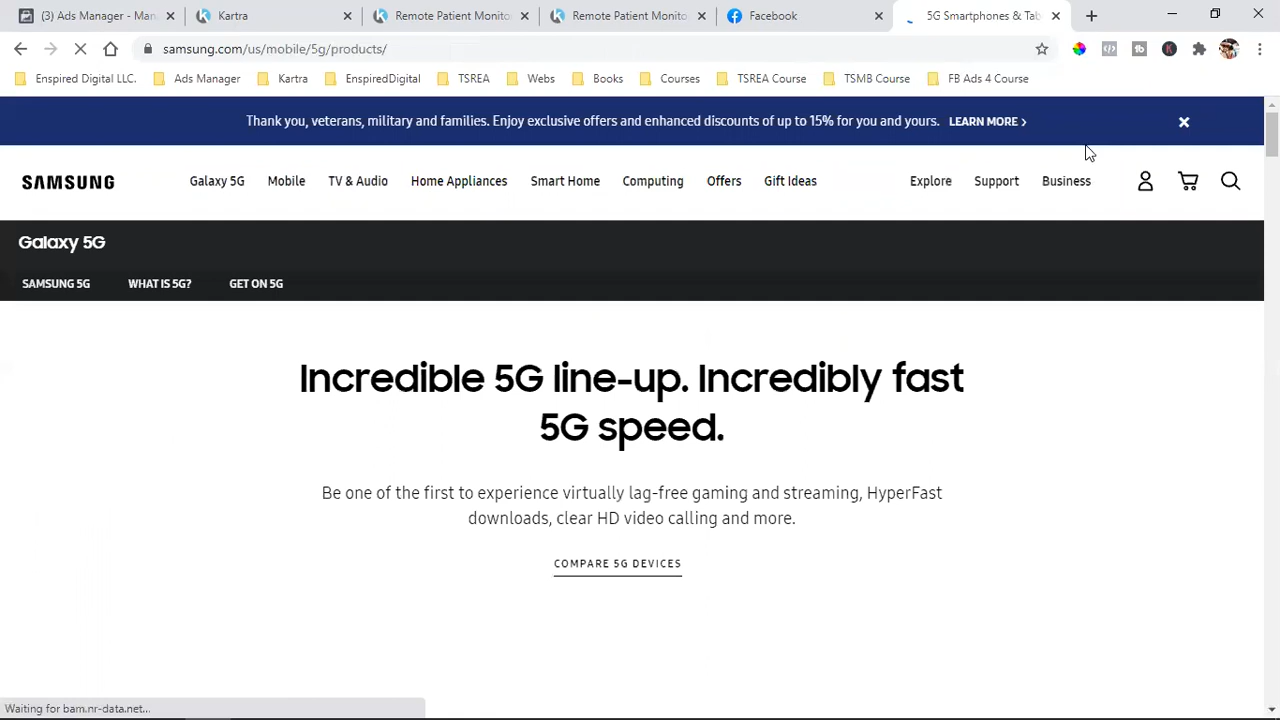 (3) Ads Manager - Man
Kartra
Remote Patient Monito
Remote Patient Monito
Facebook
5G Smartphones & Tab
samsung.com/us/mobile/5g/products/
Enspired Digital LLC.
Ads Manager
Kartra
EnspiredDigital
TSREA
Webs
Books
Courses
TSREA Course
TSMB Course
FB Ads 4 Course
Thank you, veterans, military and families. Enjoy exclusive offers and enhanced discounts of up to 15% for you and yours. LEARN MORE >
SAMSUNG
Galaxy 5G
Mobile
TV & Audio
Home Appliances
Smart Home
Computing
Offers
Gift Ideas
Explore
Support
Business
Galaxy 5G
SAMSUNG 5G
WHAT IS 5G?
GET ON 5G
Incredible 5G line-up. Incredibly fast
5G speed.
Be one of the first to experience virtually lag-free gaming and streaming, HyperFast
downloads, clear HD video calling and more.
COMPARE 5G DEVICES
Waiting for bam.nr-data.net...